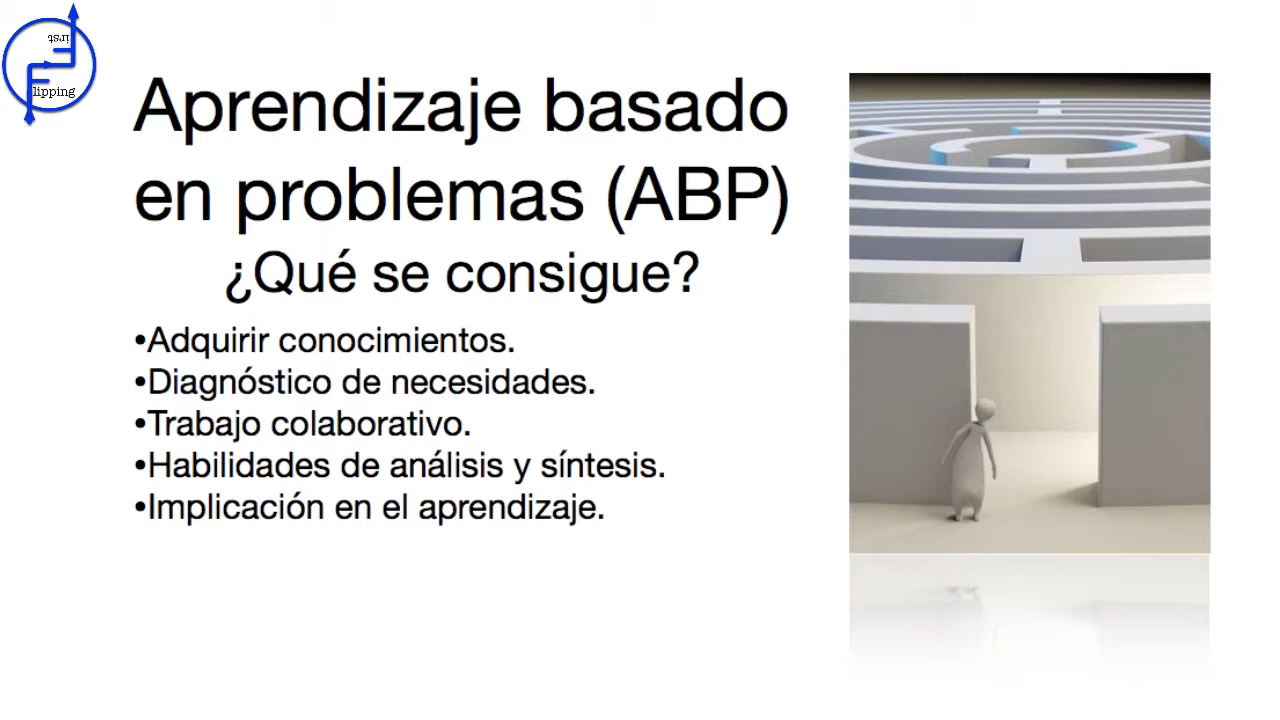 irst
lipping
Aprendizaje basado
en problemas (ABP)
¿Qué se consigue?
•Adquirir conocimientos.
•Diagnóstico de necesidades.
•Trabajo colaborativo.
•Habilidades de análisis y síntesis.
•Implicación en el aprendizaje.